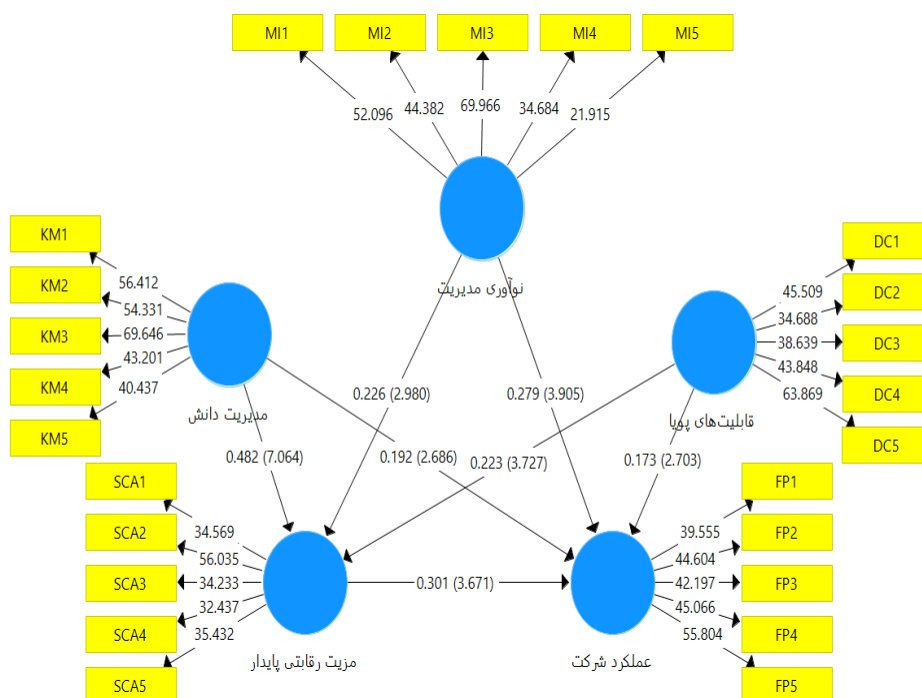 MI1
MI2
MI3
MI4
MI5
52.096
44.382
69.966
34.684
21.915
KM1
KM2
KM3
KM4
KM5
56.412
54.331
69.646
43.201
40.437
مدیریت دانش
نوآوری مدیریت
DC1
DC2
DC3
DC4
DC5
45.509
34.688
38.639
43.848
63.869
قابلیت‌های پویا
0.226 (2.980)
0.279 (3.905)
0.482 (7.064)
0.192 (2.686)
0.223 (3.727)
0.173 (2.703)
SCA1
SCA2
SCA3
SCA4
SCA5
34.569
56.035
34.233
32.437
35.432
مزیت رقابتی پایدار
0.301 (3.671)
FP1
FP2
FP3
FP4
FP5
39.555
44.604
42.197
45.066
55.804
عملکرد شرکت